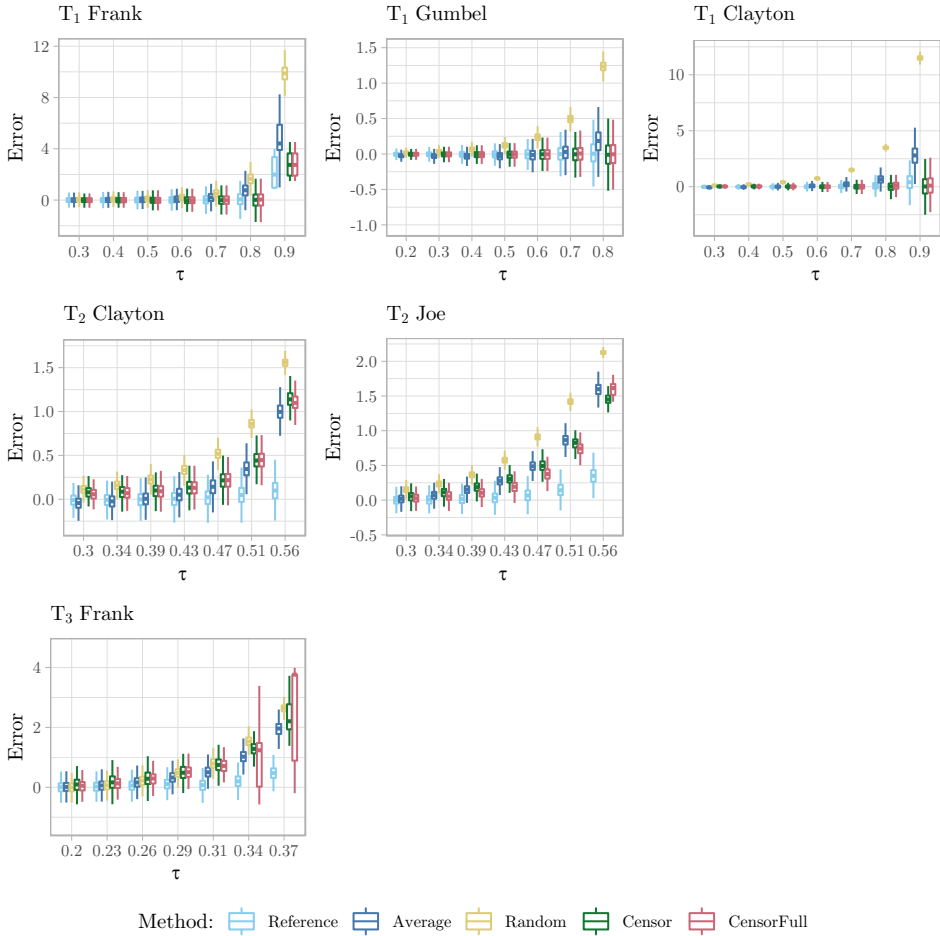 T₁ Frank
T₁ Gumbel
T₁ Clayton
Error
12
8
4
0
0.3 0.4 0.5 0.6 0.7 0.8 0.9
τ
Error
1.5
1.0
0.5
0.0
-0.5
-1.0
0.2 0.4 0.5 0.6 0.7 0.8
τ
Error
10
5
0
0.3 0.4 0.5 0.6 0.7 0.8 0.9
τ
T₂ Clayton
T₂ Joe
Error
1.5
1.0
0.5
0.0
0.3 0.34 0.39 0.43 0.47 0.51 0.56
τ
Error
2.0
1.5
1.0
0.5
0.0
-0.5
0.3 0.34 0.39 0.43 0.47 0.51 0.56
τ
T₃ Frank
Error
4
2
0
0.2 0.23 0.26 0.29 0.31 0.34 0.37
τ
Method: Reference Average Random Censor CensorFull